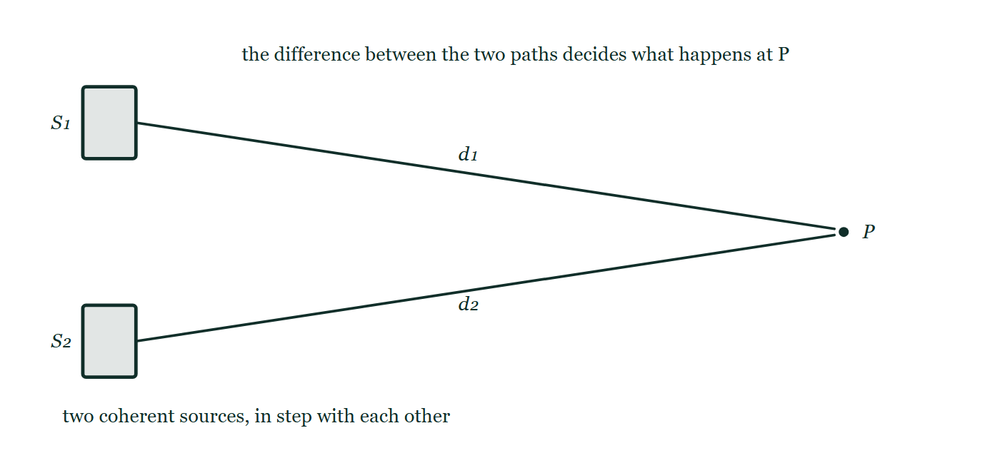 the difference between the two paths decides what happens at P
S1
d1
P
d2
S2
two coherent sources, in step with each other